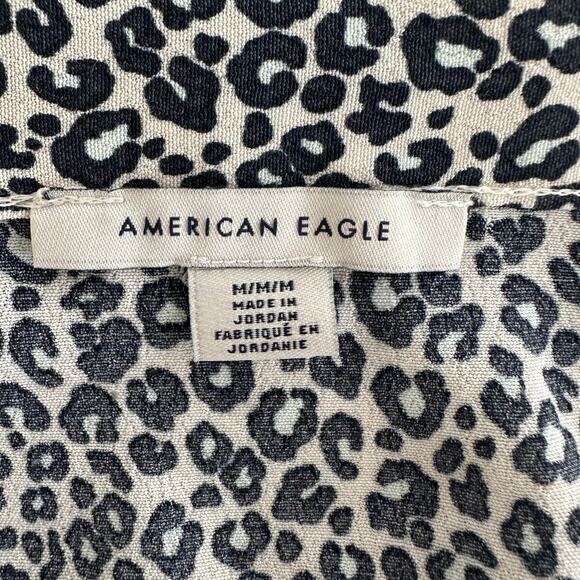 AMERICAN EAGLE
M/M/M
MADE IN
JORDAN
FABRIQUÉ EN
JORDANIE